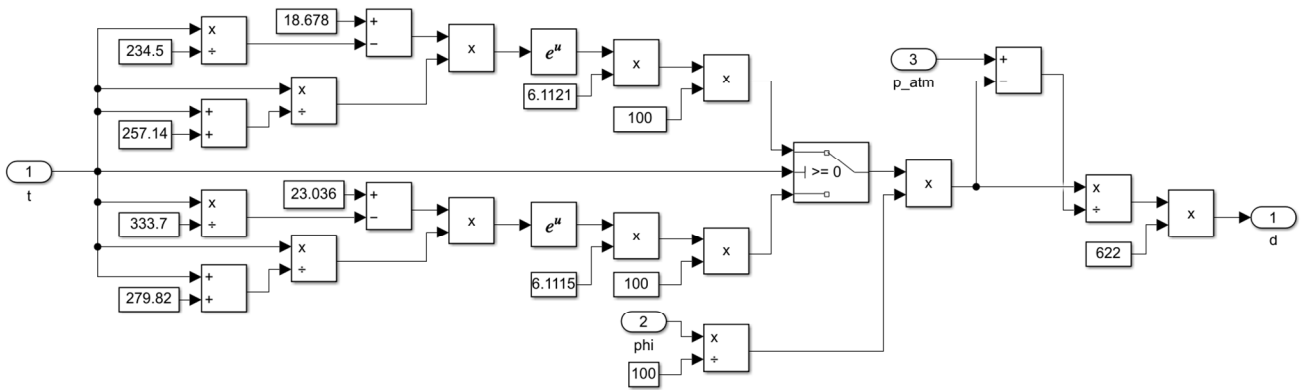 18.678
+
−
x
÷
234.5
x
e^u
x
6.1121
x
100
x
÷
+
+
257.14
3
p_atm
+
−
1
t
>= 0
x
23.036
+
−
x
÷
333.7
x
e^u
x
6.1115
x
100
x
÷
+
+
279.82
x
÷
x
622
1
d
2
phi
x
÷
100